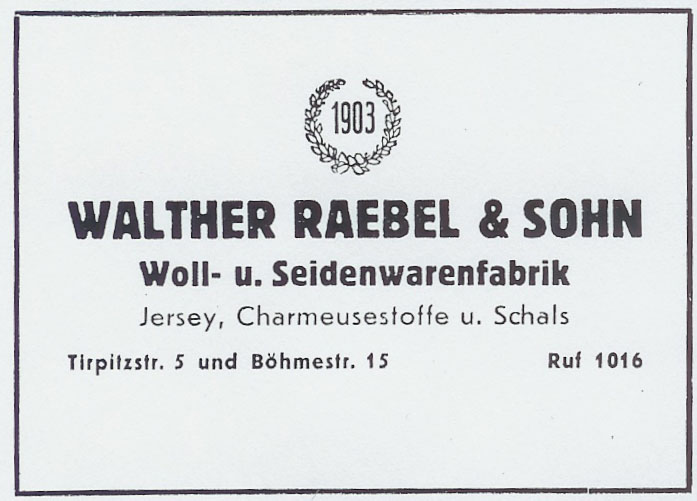 1903
WALTHER RAEBEL & SOHN
Woll- u. Seidenwarenfabrik
Jersey, Charmeusestoffe u. Schals
Tirpitzstr. 5 und Böhmestr. 15 Ruf 1016